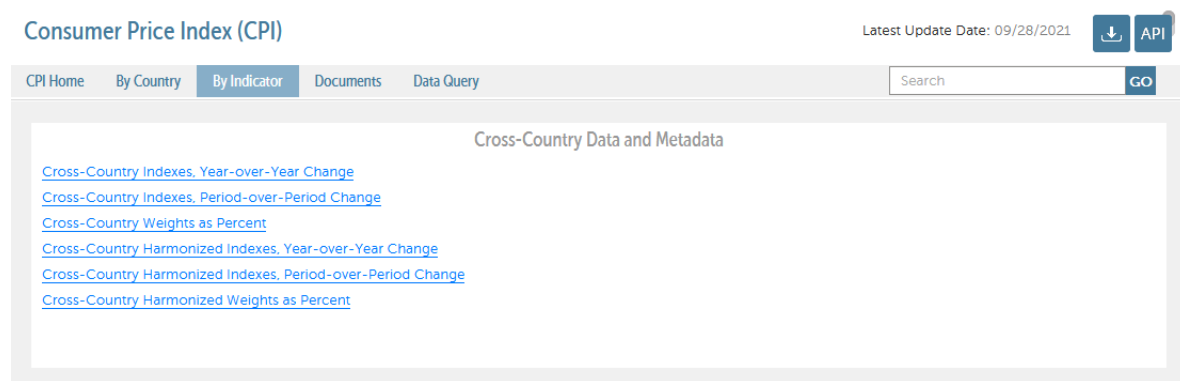 Consumer Price Index (CPI)
Latest Update Date: 09/28/2021
API
CPI Home By Country By Indicator Documents Data Query Search GO
Cross-Country Data and Metadata
Cross-Country Indexes, Year-over-Year Change
Cross-Country Indexes, Period-over-Period Change
Cross-Country Weights as Percent
Cross-Country Harmonized Indexes, Year-over-Year Change
Cross-Country Harmonized Indexes, Period-over-Period Change
Cross-Country Harmonized Weights as Percent